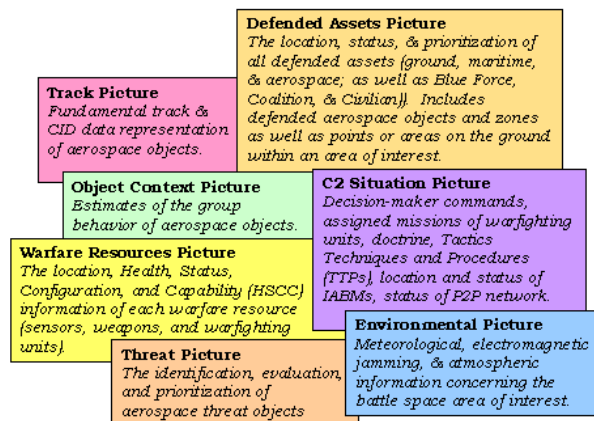 Defended Assets Picture
The location, status, & prioritization of
all defended assets (ground, maritime,
& aerospace; as well as Blue Force,
Coalition, & Civilian)). Includes
defended aerospace objects and zones
as well as points or areas on the ground
within an area of interest.
Track Picture
Fundamental track &
CID data representation
of aerospace objects.
Object Context Picture
Estimates of the group
behavior of aerospace objects.
C2 Situation Picture
Decision-maker commands,
assigned missions of warfighting
units, doctrine, Tactics
Techniques and Procedures
(TTPs), location and status of
IABMs, status of P2P network.
Warfare Resources Picture
The location, Health, Status,
Configuration, and Capability (HSCC)
information of each warfare resource
(sensors, weapons, and warfighting
units).
Environmental Picture
Meteorological, electromagnetic
jamming, & atmospheric
information concerning the
battle space area of interest.
Threat Picture
The identification, evaluation,
and prioritization of
aerospace threat objects